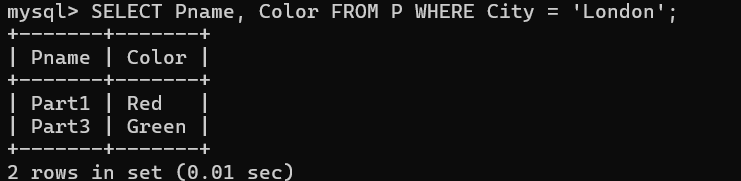 mysql> SELECT Pname, Color FROM P WHERE City = 'London';
+-------+-------+
| Pname | Color |
+-------+-------+
| Part1 | Red   |
| Part3 | Green |
+-------+-------+
2 rows in set (0.01 sec)